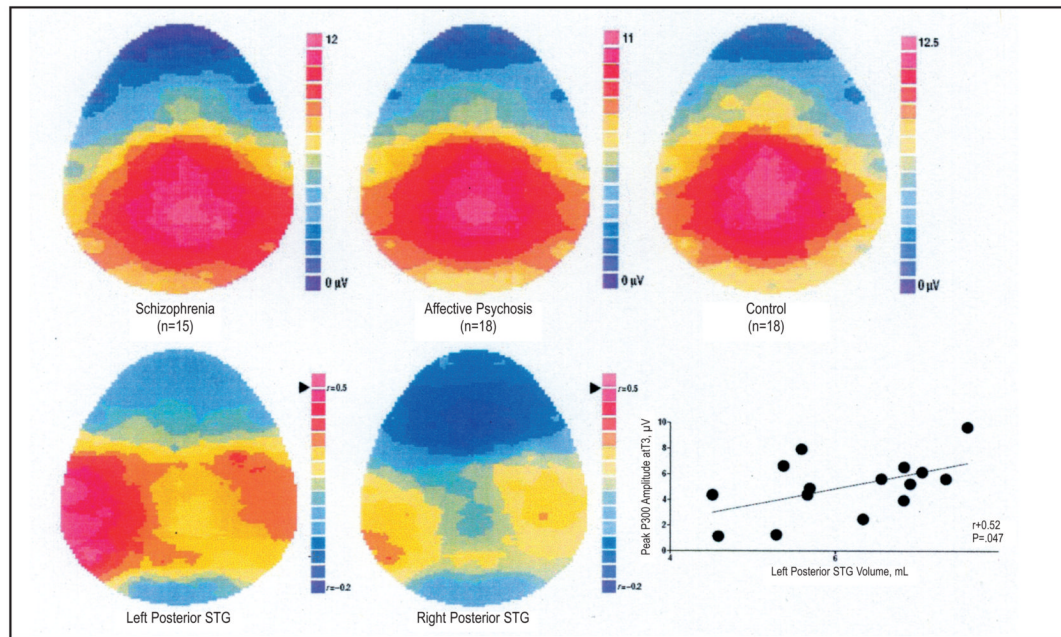 12
0 µV
Schizophrenia
(n=15)
11
0 µV
Affective Psychosis
(n=18)
12.5
0 µV
Control
(n=18)
r=0.5
r=-0.2
Left Posterior STG
r=0.5
r=-0.2
Right Posterior STG
Peak P300 Amplitude atT3, µV
10
8
6
4
2
0
4
6
r+0.52
P=.047
Left Posterior STG Volume, mL